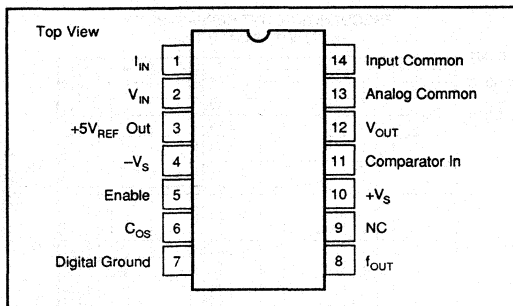 Top View
I_IN 1
V_IN 2
+5V_REF Out 3
–V_S 4
Enable 5
C_OS 6
Digital Ground 7
14 Input Common
13 Analog Common
12 V_OUT
11 Comparator In
10 +V_S
9 NC
8 f_OUT